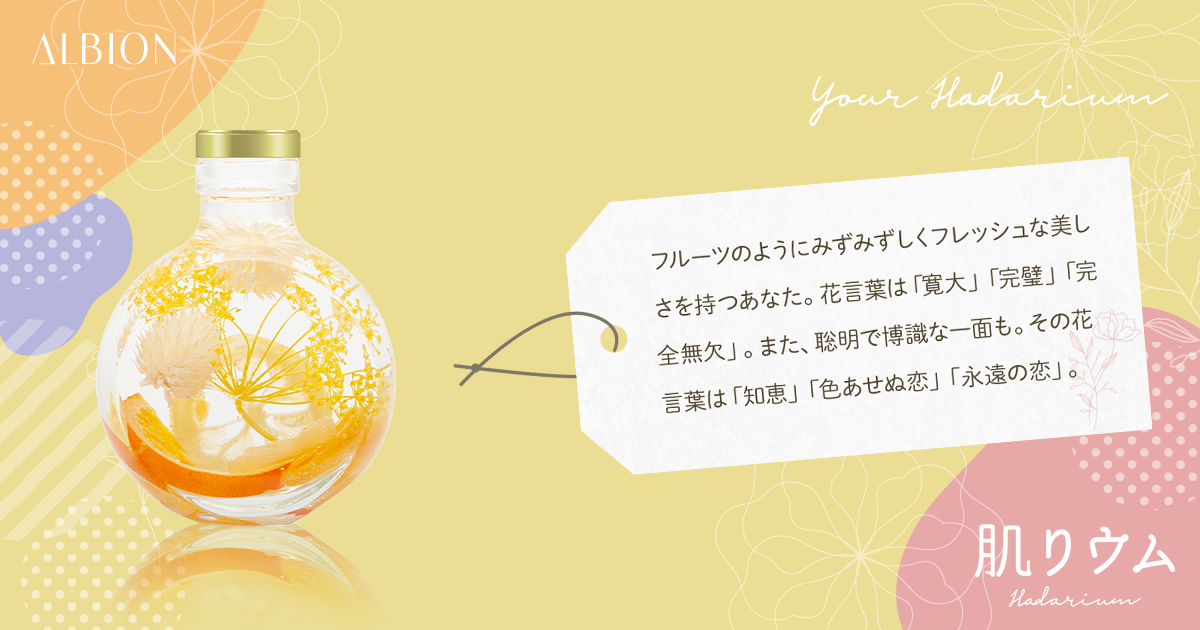 ALBION
Your Hadarium
フルーツのようにみずみずしくフレッシュな美し
さを持つあなた。花言葉は「寛大」「完璧」「完
全無欠」。また、聡明で博識な一面も。その花
言葉は「知恵」「色あせぬ恋」「永遠の恋」。
肌りウム
Hadarium